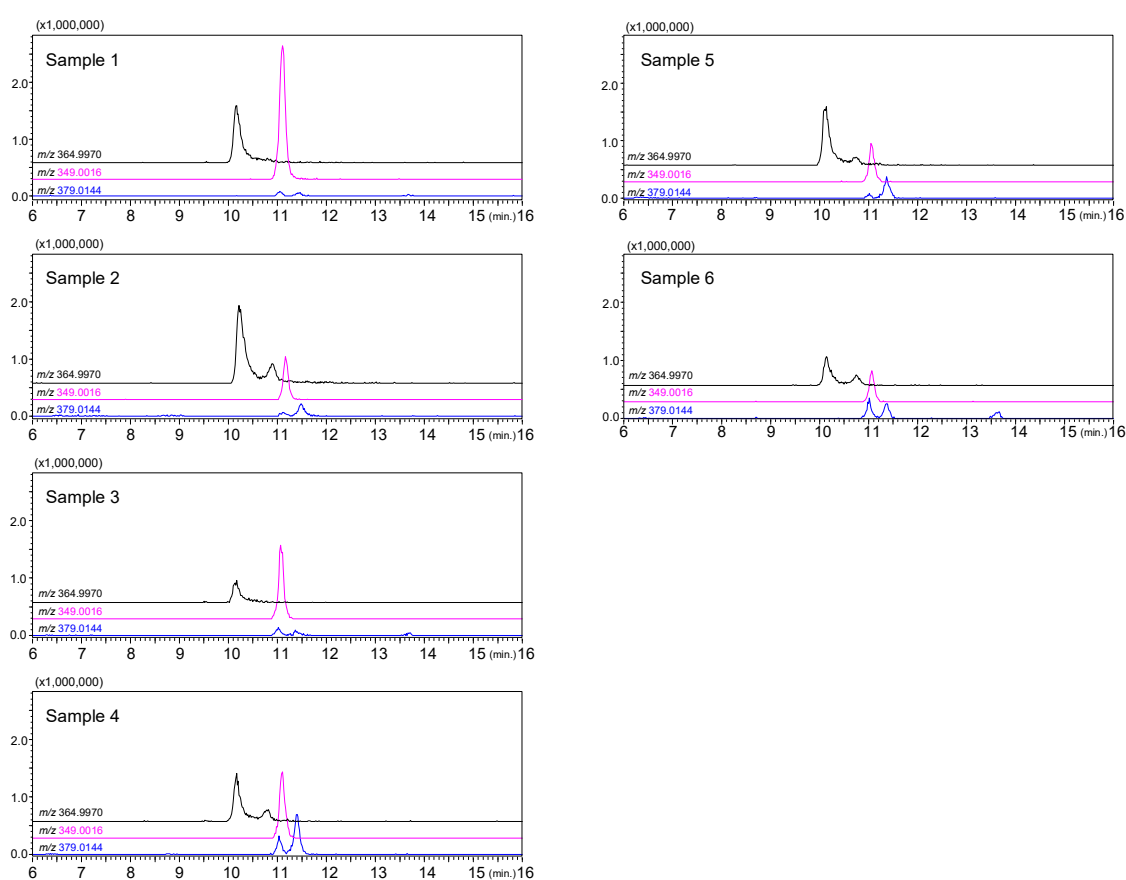 (x1,000,000)
Sample 1
2.0
1.0
m/z 364.9970
m/z 349.0016
m/z 379.0144
0.0
6 7 8 9 10 11 12 13 14 15 (min.) 16
(x1,000,000)
Sample 2
2.0
1.0
m/z 364.9970
m/z 349.0016
m/z 379.0144
0.0
6 7 8 9 10 11 12 13 14 15 (min.) 16
(x1,000,000)
Sample 3
2.0
1.0
m/z 364.9970
m/z 349.0016
m/z 379.0144
0.0
6 7 8 9 10 11 12 13 14 15 (min.) 16
(x1,000,000)
Sample 4
2.0
1.0
m/z 364.9970
m/z 349.0016
m/z 379.0144
0.0
6 7 8 9 10 11 12 13 14 15 (min.) 16
(x1,000,000)
Sample 5
2.0
1.0
m/z 364.9970
m/z 349.0016
m/z 379.0144
0.0
6 7 8 9 10 11 12 13 14 15 (min.) 16
(x1,000,000)
Sample 6
2.0
1.0
m/z 364.9970
m/z 349.0016
m/z 379.0144
0.0
6 7 8 9 10 11 12 13 14 15 (min.) 16